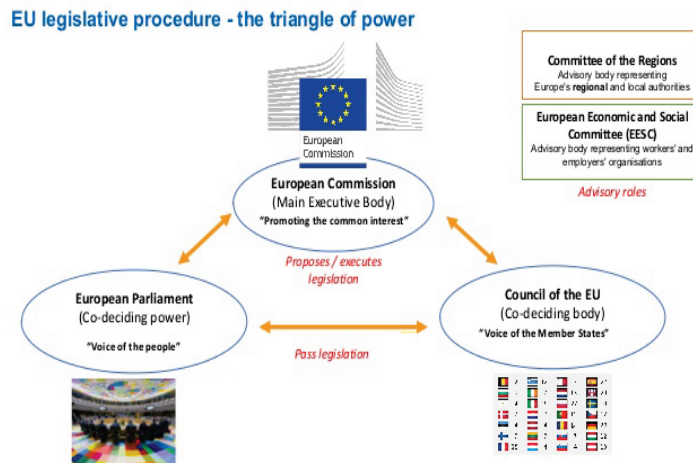 EU legislative procedure - the triangle of power
Committee of the Regions
Advisory body representing
Europe's regional and local authorities
European Economic and Social
Committee (EESC)
Advisory body representing workers' and
employers' organisations
Advisory roles
European
Commission
European Commission
(Main Executive Body)
"Promoting the common interest"
Proposes / executes
legislation
European Parliament
(Co-deciding power)
"Voice of the people"
Council of the EU
(Co-deciding body)
"Voice of the Member States"
Pass legislation